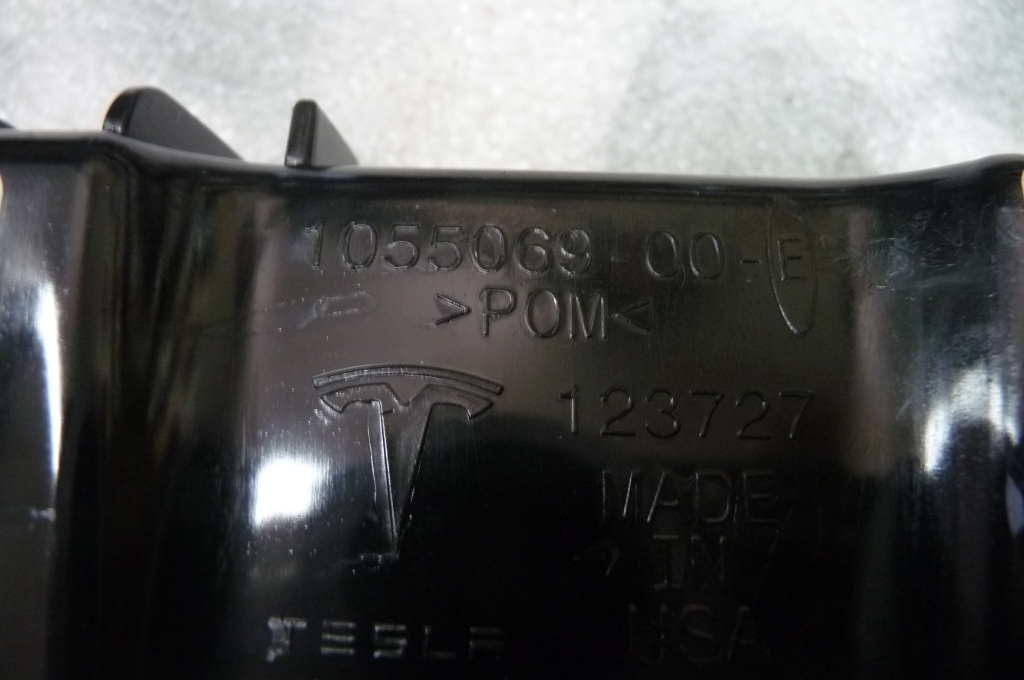 1055069-00-E
>POM<
123727
MADE
IN
USA
TESLA